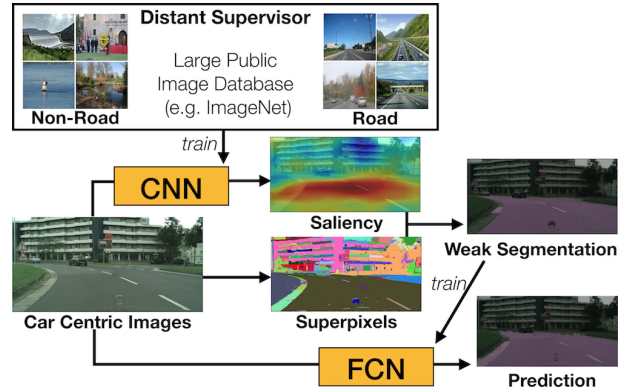 Distant Supervisor
Large Public
Image Database
(e.g. ImageNet)
Non-Road
Road
train
CNN
Saliency
Weak Segmentation
Car Centric Images
Superpixels
train
FCN
Prediction